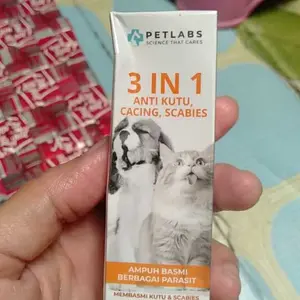 PETLABS
SCIENCE THAT CARES
3 IN 1
ANTI KUTU,
CACING, SCABIES
AMPUH BASMI
BERBAGAI PARASIT
MEMBASMI KUTU & SCABIES